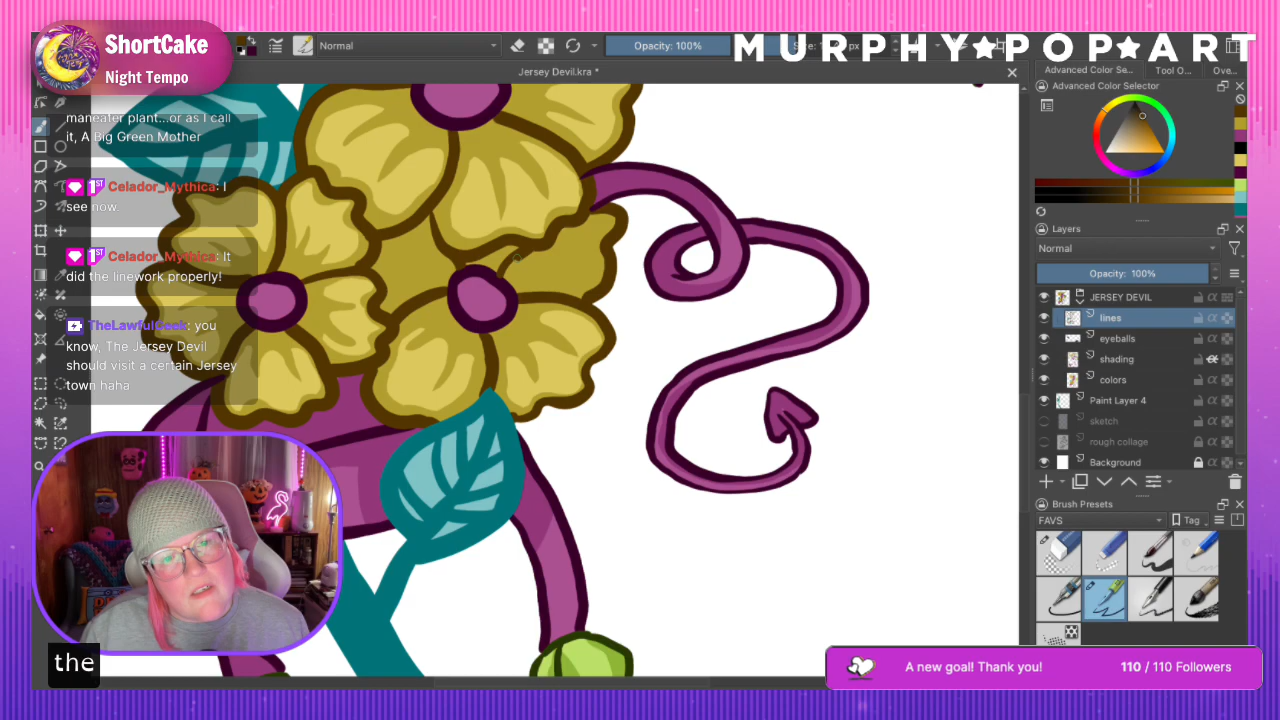 ShortCake
Night Tempo
MURPHY★POP★ART
Normal
Opacity: 100%
Jersey Devil.kra *
maneater plant...or as I call
it, A Big Green Mother
1ST Celador_Mythica: I
see now.
1ST Celador_Mythica: It
did the linework properly!
TheLawfulGeek: you
know, The Jersey Devil
should visit a certain Jersey
town haha
Advanced Color Se...
Tool O...
Ove...
Advanced Color Selector
Layers
Normal
Opacity: 100%
JERSEY DEVIL
lines
eyeballs
shading
colors
Paint Layer 4
sketch
rough collage
Background
Brush Presets
FAVS
Tag
the
A new goal! Thank you!
110 / 110 Followers